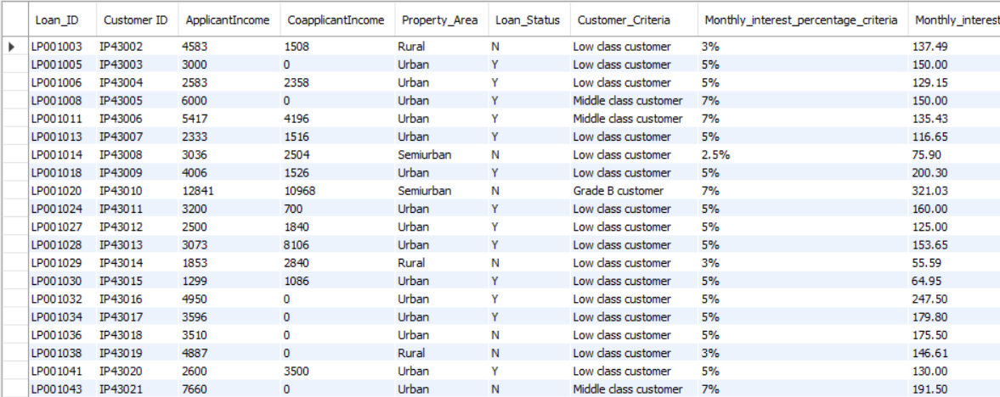 Loan_ID Customer ID ApplicantIncome CoapplicantIncome Property_Area Loan_Status Customer_Criteria Monthly_interest_percentage_criteria Monthly_interest
LP001003 IP43002 4583 1508 Rural N Low class customer 3% 137.49
LP001005 IP43003 3000 0 Urban Y Low class customer 5% 150.00
LP001006 IP43004 2583 2358 Urban Y Low class customer 5% 129.15
LP001008 IP43005 6000 0 Urban Y Middle class customer 7% 150.00
LP001011 IP43006 5417 4196 Urban Y Middle class customer 7% 135.43
LP001013 IP43007 2333 1516 Urban Y Low class customer 5% 116.65
LP001014 IP43008 3036 2504 Semiurban N Low class customer 2.5% 75.90
LP001018 IP43009 4006 1526 Urban Y Low class customer 5% 200.30
LP001020 IP43010 12841 10968 Semiurban N Grade B customer 7% 321.03
LP001024 IP43011 3200 700 Urban Y Low class customer 5% 160.00
LP001027 IP43012 2500 1840 Urban Y Low class customer 5% 125.00
LP001028 IP43013 3073 8106 Urban Y Low class customer 5% 153.65
LP001029 IP43014 1853 2840 Rural N Low class customer 3% 55.59
LP001030 IP43015 1299 1086 Urban Y Low class customer 5% 64.95
LP001032 IP43016 4950 0 Urban Y Low class customer 5% 247.50
LP001034 IP43017 3596 0 Urban Y Low class customer 5% 179.80
LP001036 IP43018 3510 0 Urban N Low class customer 5% 175.50
LP001038 IP43019 4887 0 Rural N Low class customer 3% 146.61
LP001041 IP43020 2600 3500 Urban Y Low class customer 5% 130.00
LP001043 IP43021 7660 0 Urban N Middle class customer 7% 191.50